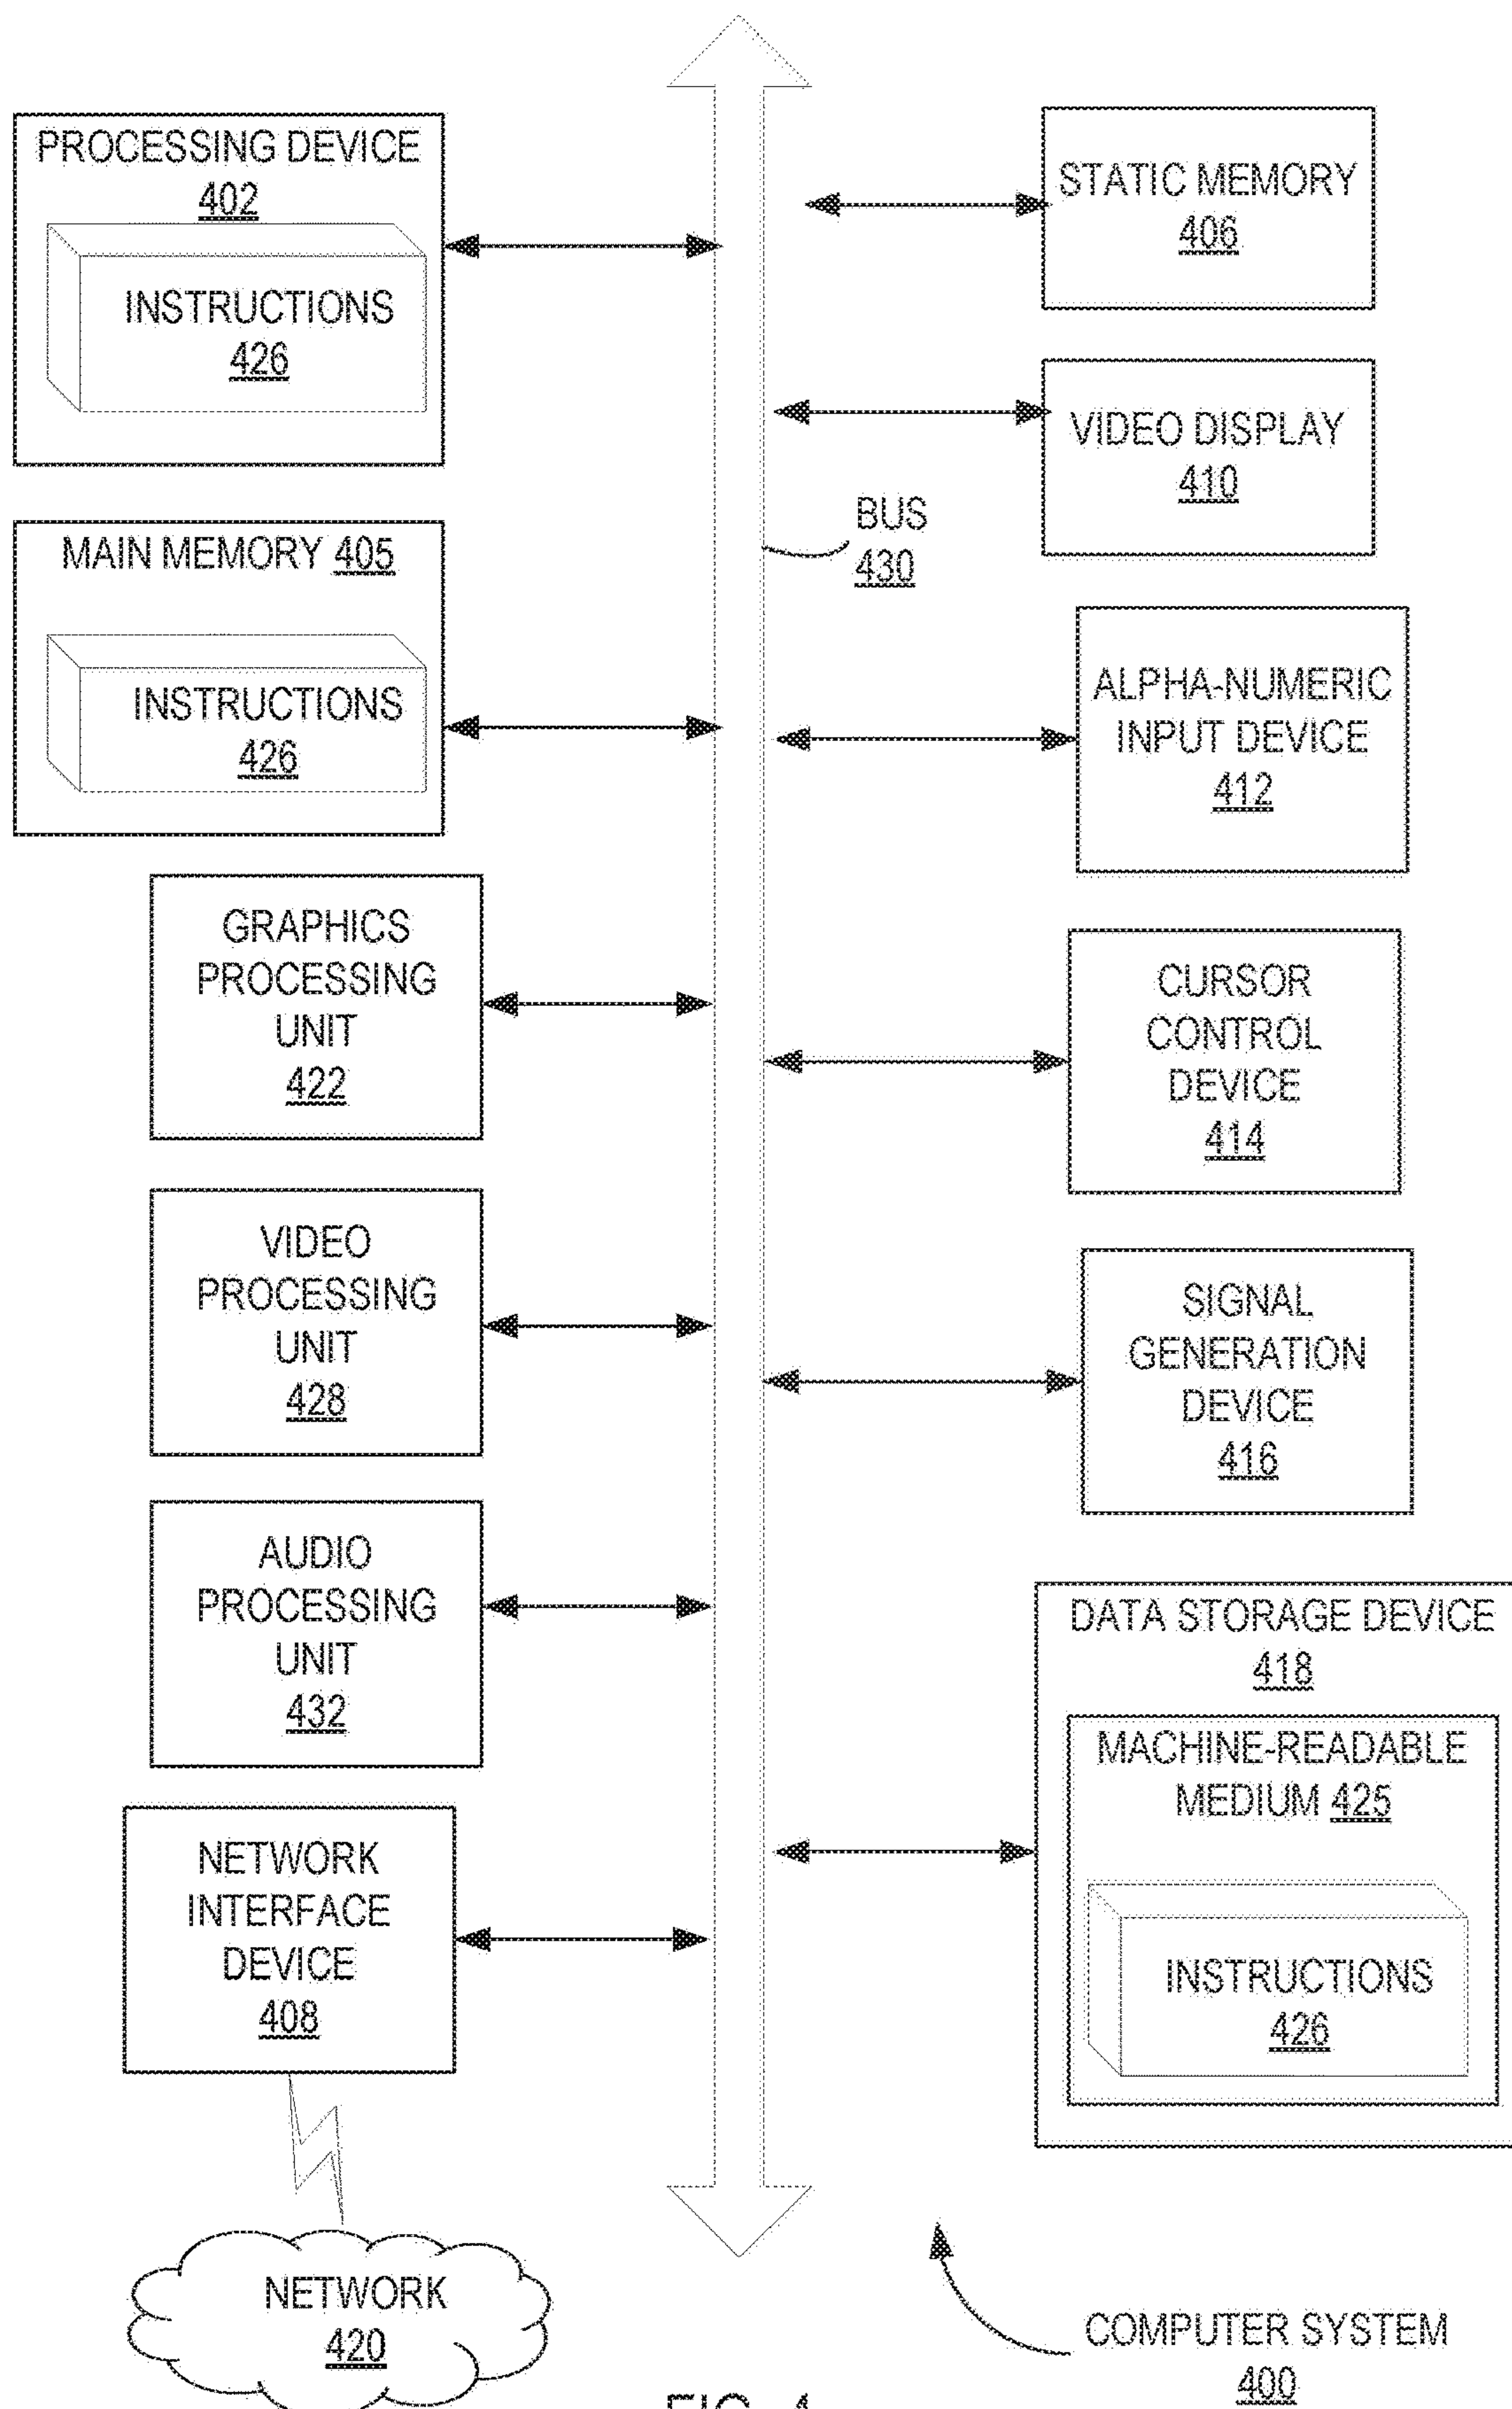 PROCESSING DEVICE
402
INSTRUCTIONS
426
MAIN MEMORY 405
INSTRUCTIONS
426
GRAPHICS
PROCESSING
UNIT
422
VIDEO
PROCESSING
UNIT
428
AUDIO
PROCESSING
UNIT
432
NETWORK
INTERFACE
DEVICE
408
NETWORK
420
BUS
430
STATIC MEMORY
406
VIDEO DISPLAY
410
ALPHA-NUMERIC
INPUT DEVICE
412
CURSOR
CONTROL
DEVICE
414
SIGNAL
GENERATION
DEVICE
416
DATA STORAGE DEVICE
418
MACHINE-READABLE
MEDIUM 425
INSTRUCTIONS
426
COMPUTER SYSTEM
400
FIG. 4